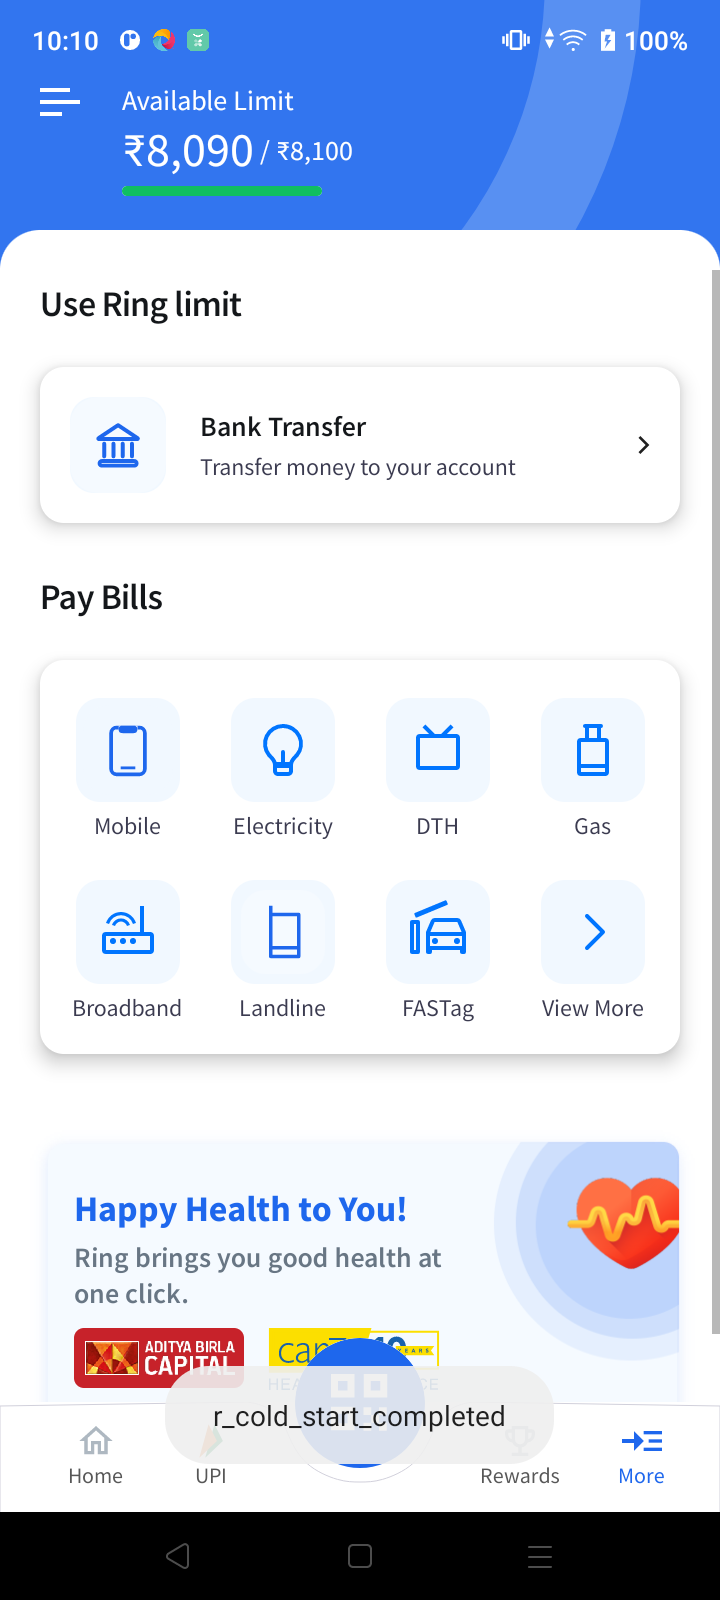 10:10
100%
Available Limit
₹8,090 / ₹8,100
Use Ring limit
Bank Transfer
Transfer money to your account
Pay Bills
Mobile Electricity DTH Gas
Broadband Landline FASTag View More
Happy Health to You!
Ring brings you good health at
one click.
ADITYA BIRLA
CAPITAL
YEARS
r_cold_start_completed
Home UPI Rewards More